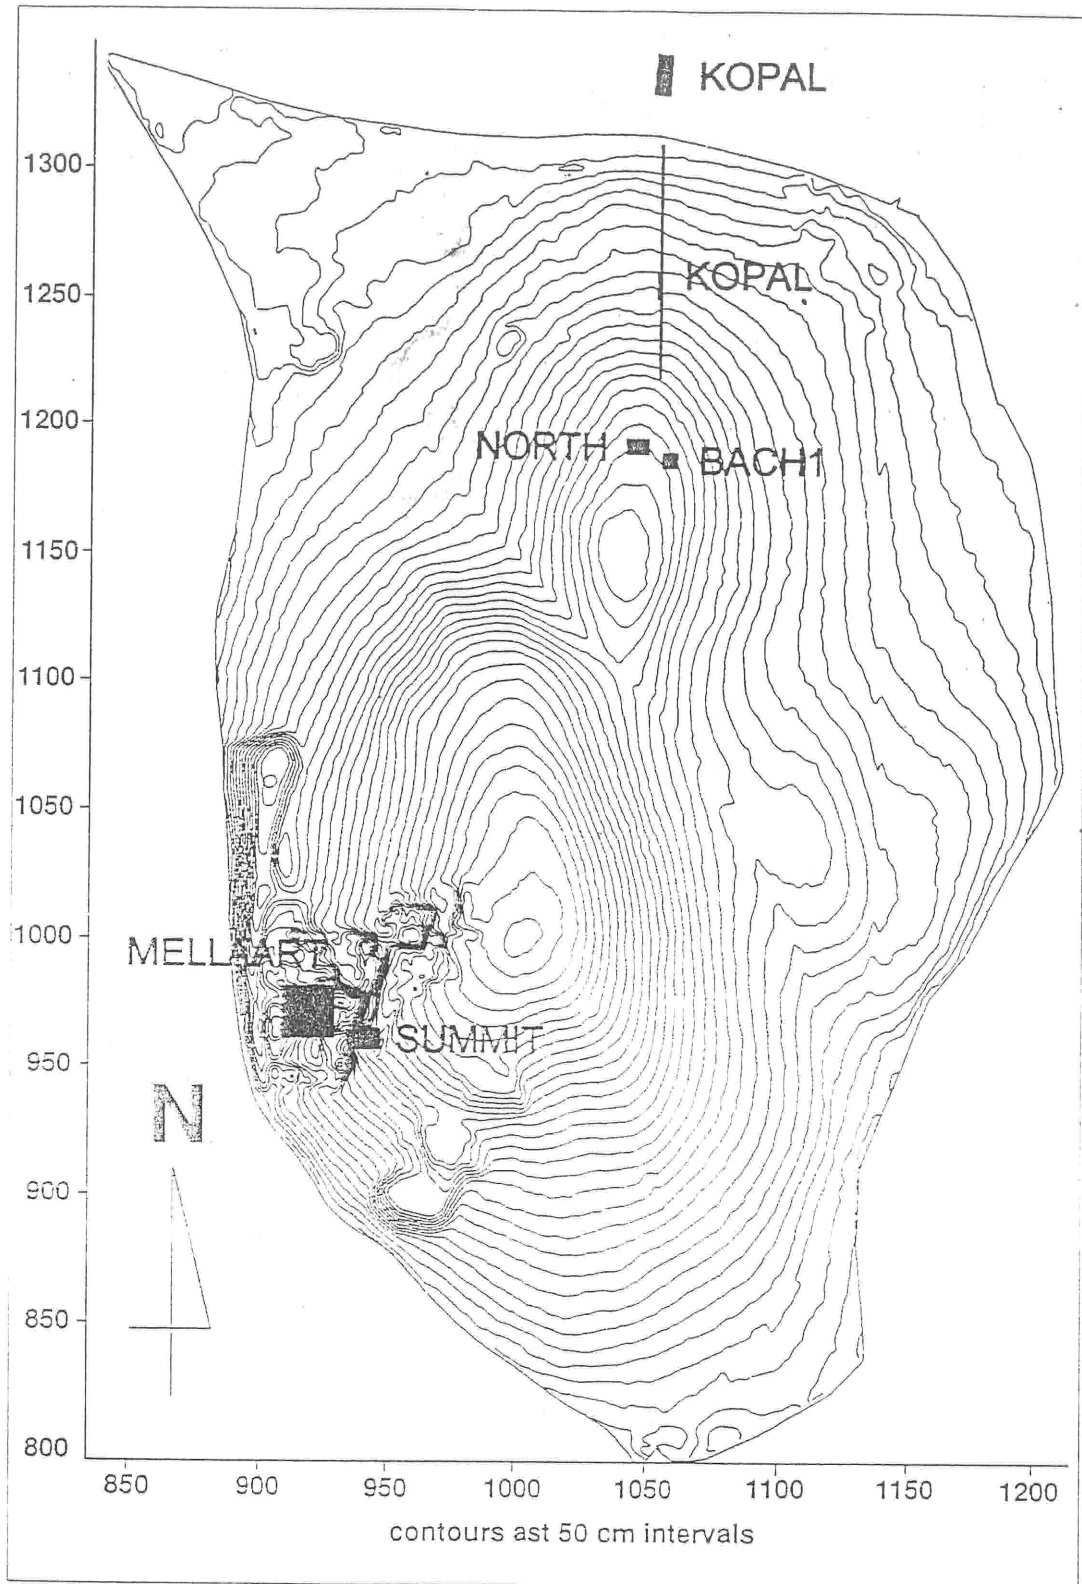 KOPAL
1300
KOPAL
1250
1200
NORTH
BACH1
1150
1100
1050
1000
MELLAART
SUMMIT
950
N
900
850
800
850 900 950 1000 1050 1100 1150 1200
contours ast 50 cm intervals